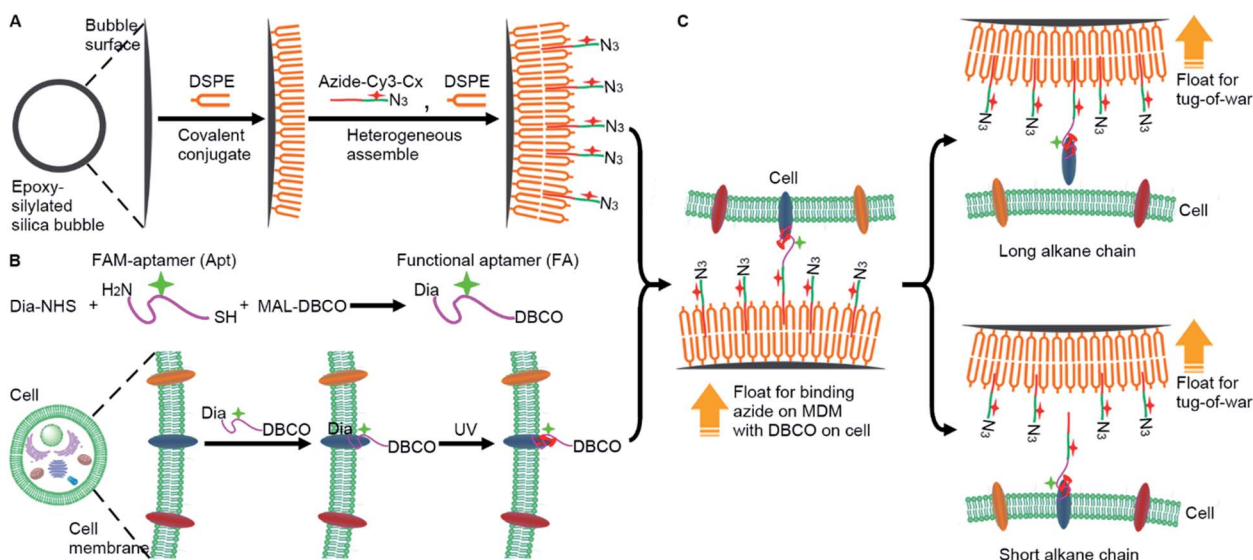 A
Bubble
surface
Epoxy-
silylated
silica bubble
DSPE
Covalent
conjugate
Azide-Cy3-Cx
N3
, DSPE
Heterogeneous
assemble
N3
N3
N3
N3
N3
B
FAM-aptamer (Apt)
Functional aptamer (FA)
Dia-NHS + H2N
SH + MAL-DBCO
Dia
DBCO
Cell
Cell
membrane
Dia
DBCO
Dia
DBCO
UV
DBCO
C
Cell
N3
N3
N3
N3
Float for binding
azide on MDM
with DBCO on cell
Float for
tug-of-war
N3
N3
N3
N3
Cell
Long alkane chain
Float for
tug-of-war
N3
N3
N3
N3
Cell
Short alkane chain